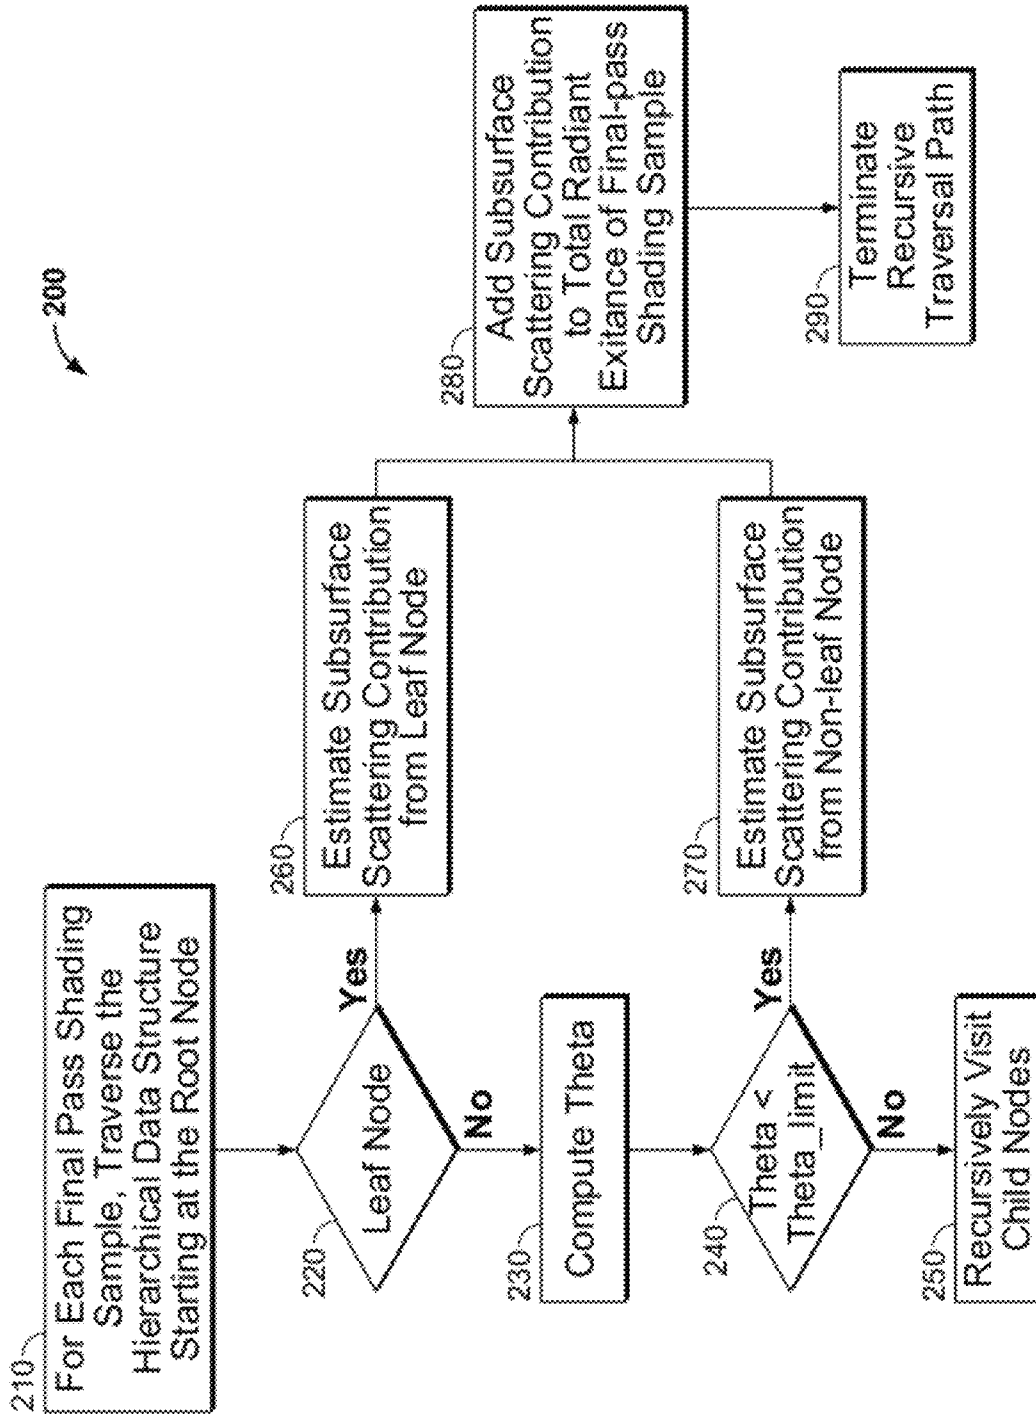 200
210
For Each Final Pass Shading
Sample, Traverse the
Hierarchical Data Structure
Starting at the Root Node
220
Leaf Node
Yes
No
260
Estimate Subsurface
Scattering Contribution
from Leaf Node
230
Compute Theta
240
Theta <
Theta_limit
Yes
No
270
Estimate Subsurface
Scattering Contribution
from Non-leaf Node
250
Recursively Visit
Child Nodes
280
Add Subsurface
Scattering Contribution
to Total Radiant
Exitance of Final-pass
Shading Sample
290
Terminate
Recursive
Traversal Path